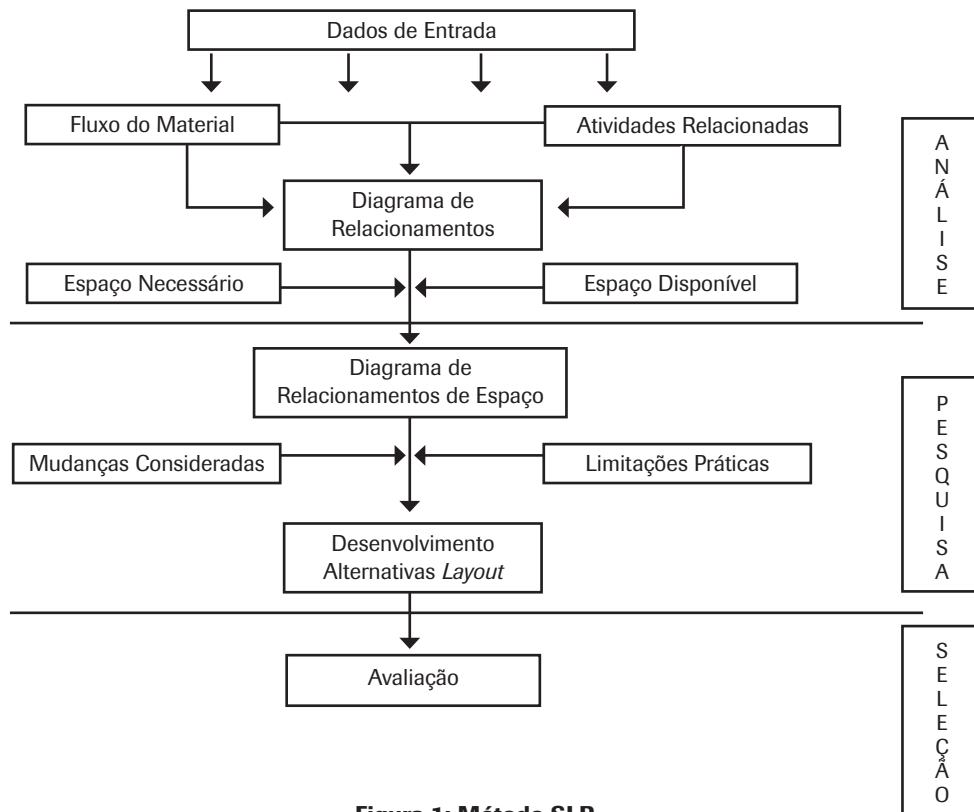 Dados de Entrada
Fluxo do Material
Atividades Relacionadas
Diagrama de
Relacionamentos
Espaço Necessário
Espaço Disponível
ANÁLISE
Diagrama de
Relacionamentos de Espaço
Mudanças Consideradas
Limitações Práticas
Desenvolvimento
Alternativas Layout
PESQUISA
Avaliação
SELEÇÃO
Figura 1: Método SLP